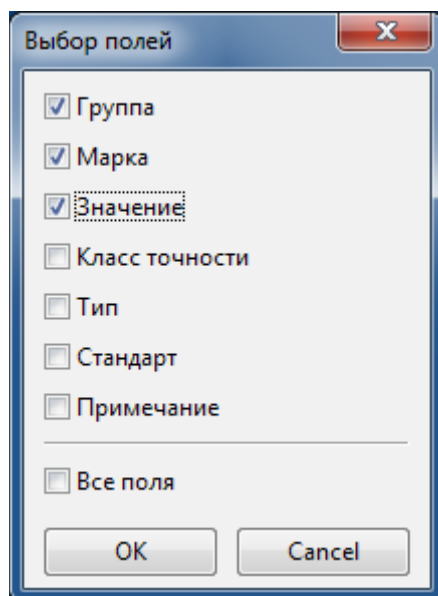 Выбор полей
Группа
Марка
Значение
Класс точности
Тип
Стандарт
Примечание
Все поля
OK Cancel